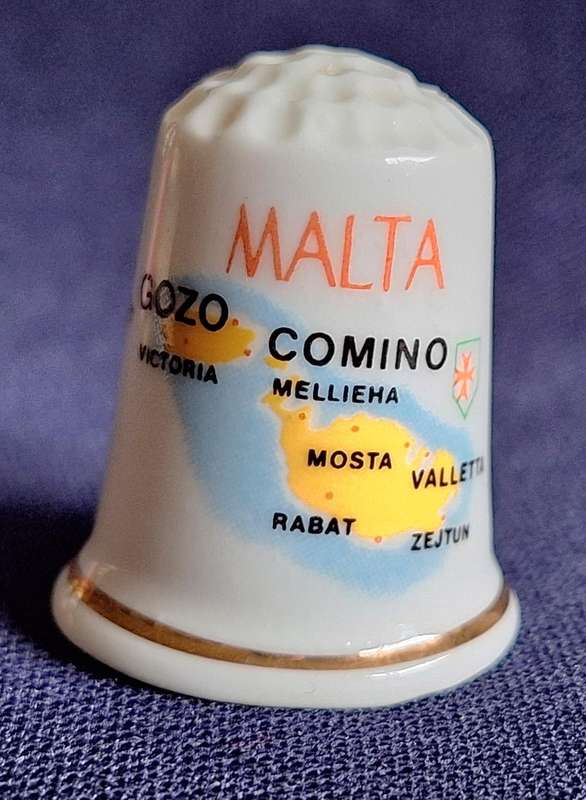 MALTA
GOZO
COMINO
VICTORIA
MELLIEHA
MOSTA
VALLETTA
RABAT
ZEJTUN